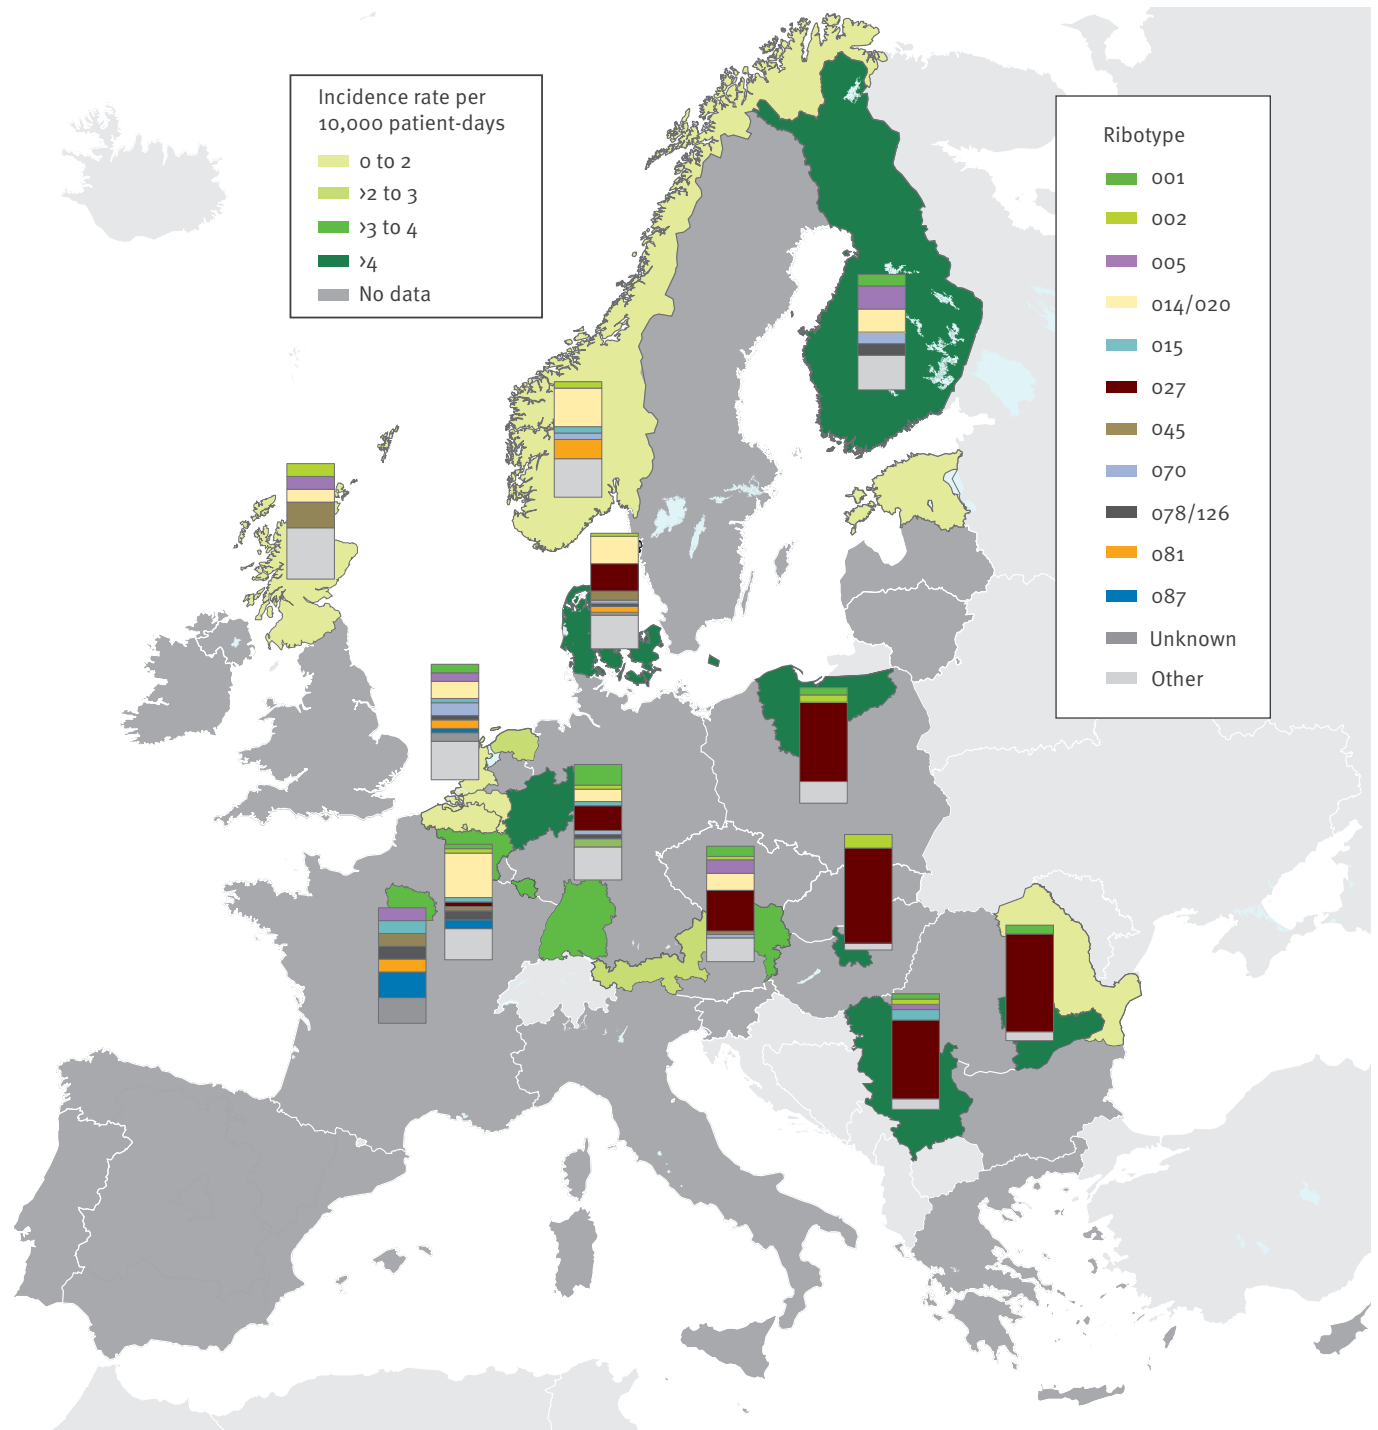 Incidence rate per
10,000 patient-days
0 to 2
>2 to 3
>3 to 4
>4
No data
Ribotype
001
002
005
014/020
015
027
045
070
078/126
081
087
Unknown
Other